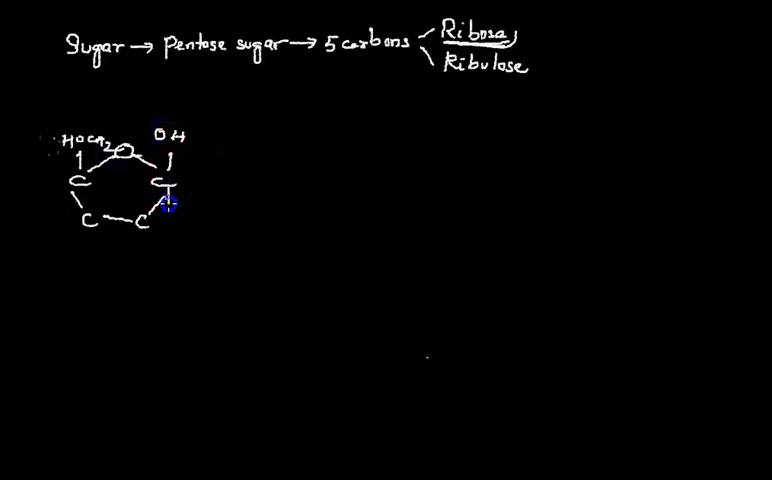 Sugar → Pentose sugar → 5 carbons Ribose
Ribulose
HOCH2 O OH
C C
C C